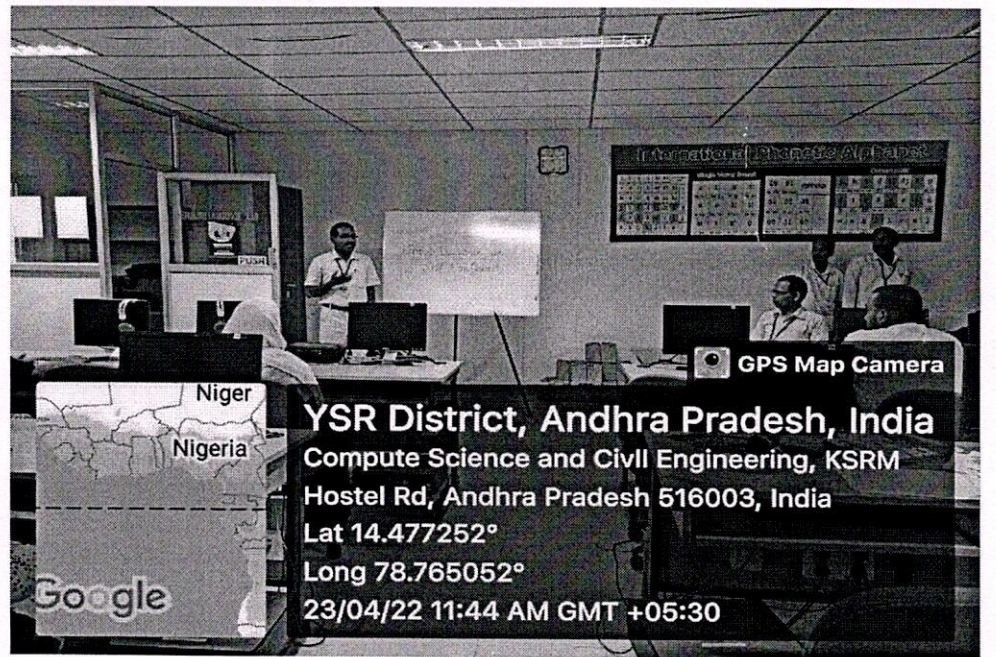 International Phonetic Alphabet
PUSH
GPS Map Camera
Niger
Nigeria
Google
YSR District, Andhra Pradesh, India
Compute Science and Civll Engineering, KSRM
Hostel Rd, Andhra Pradesh 516003, India
Lat 14.477252°
Long 78.765052°
23/04/22 11:44 AM GMT +05:30